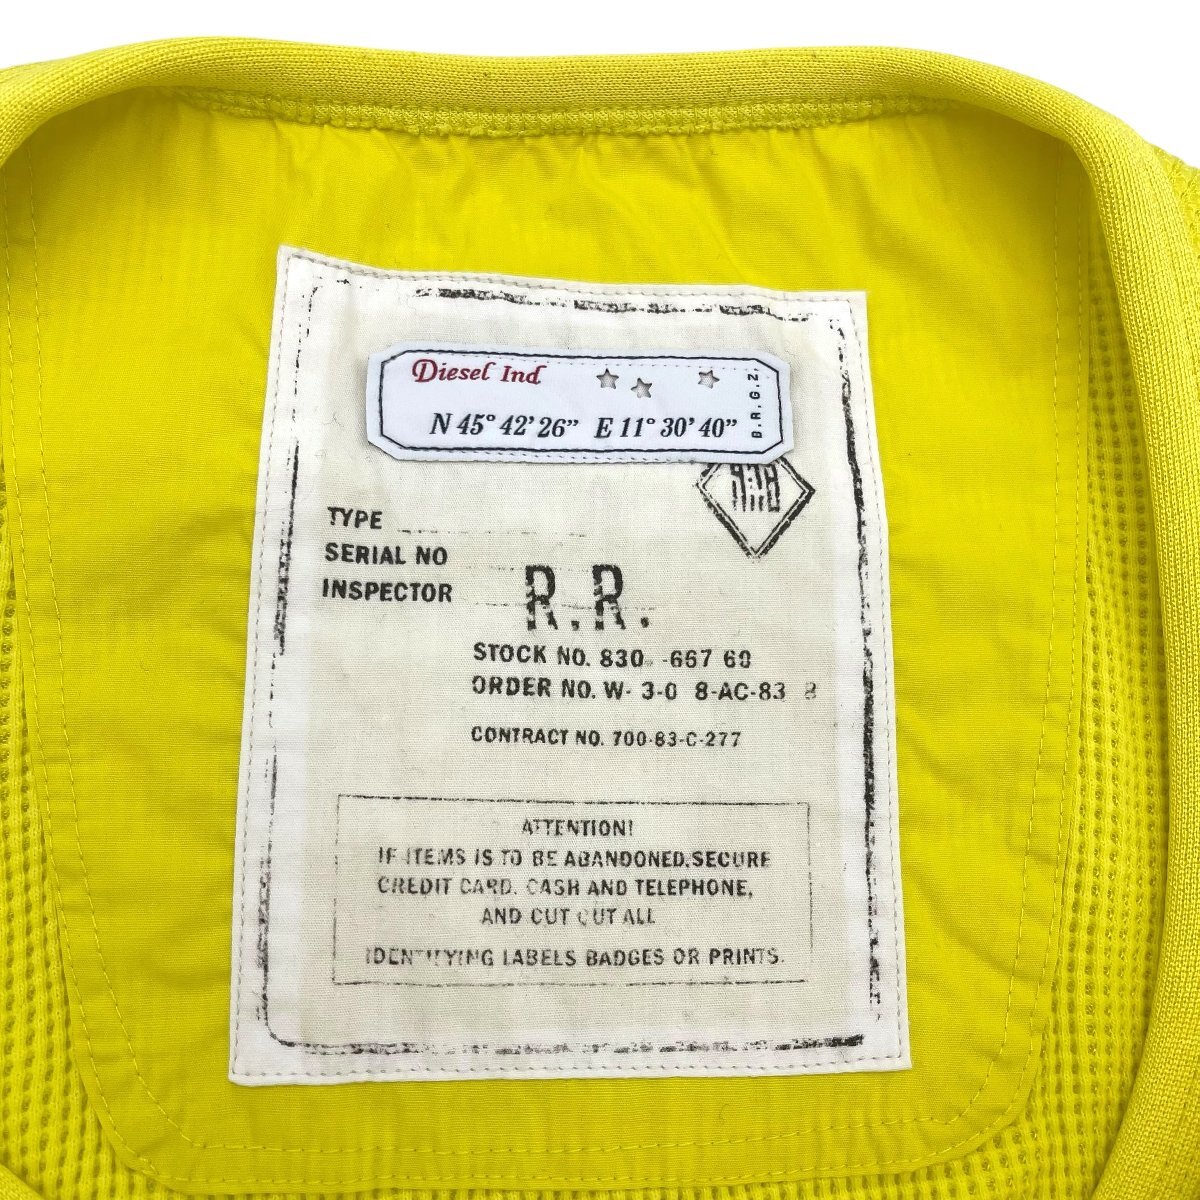 Diesel Ind
N 45° 42' 26" E 11° 30' 40"
TYPE
SERIAL NO
INSPECTOR
R.R.
STOCK NO. 830 -667 60
ORDER NO. W- 3-0 8-AC-83 8
CONTRACT NO. 700-83-C-277
ATTENTION!
IF ITEMS IS TO BE ABANDONED, SECURE
CREDIT CARD. CASH AND TELEPHONE,
AND CUT OUT ALL
IDENTIFYING LABELS BADGES OR PRINTS.